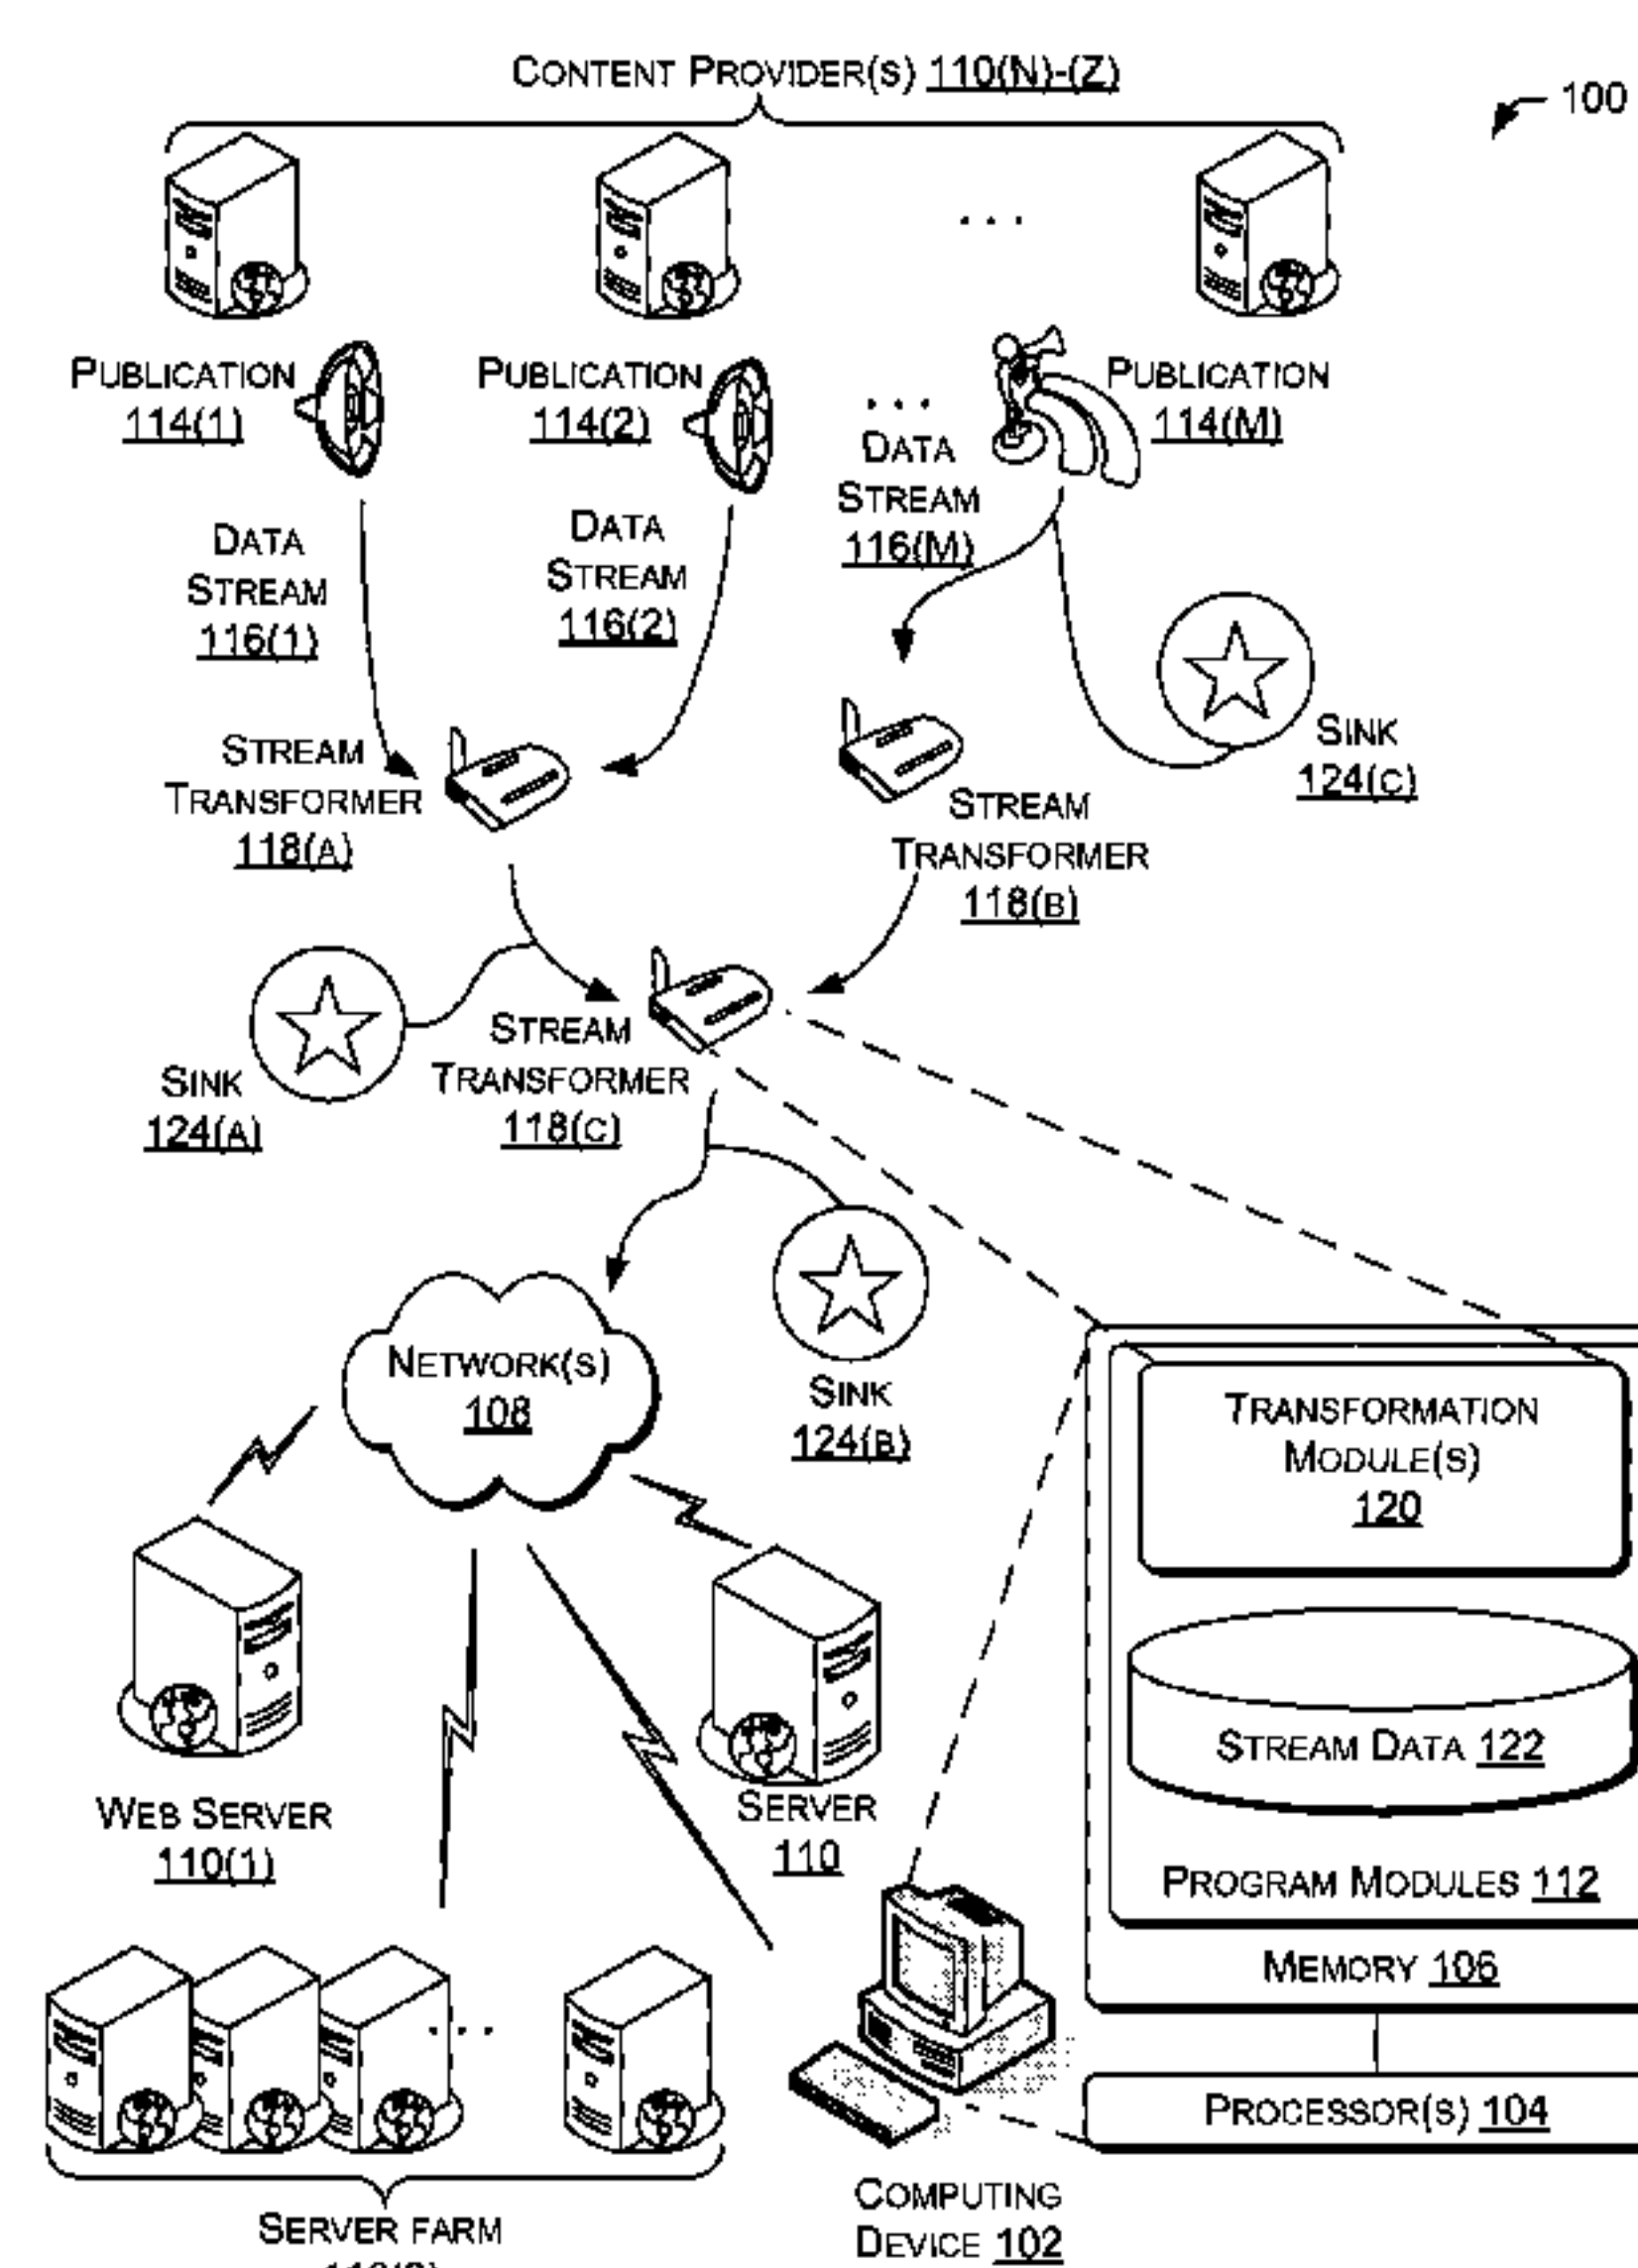 CONTENT PROVIDER(S) 110(N)-(Z)
100
PUBLICATION
114(1)
PUBLICATION
114(2)
...
PUBLICATION
114(M)
DATA
STREAM
116(1)
DATA
STREAM
116(2)
DATA
STREAM
116(M)
SINK
124(C)
STREAM
TRANSFORMER
118(A)
STREAM
TRANSFORMER
118(B)
SINK
124(A)
STREAM
TRANSFORMER
118(C)
NETWORK(S)
108
SINK
124(B)
TRANSFORMATION
MODULE(S)
120
STREAM DATA 122
PROGRAM MODULES 112
MEMORY 106
PROCESSOR(S) 104
WEB SERVER
110(1)
SERVER
110
SERVER FARM
COMPUTING
DEVICE 102